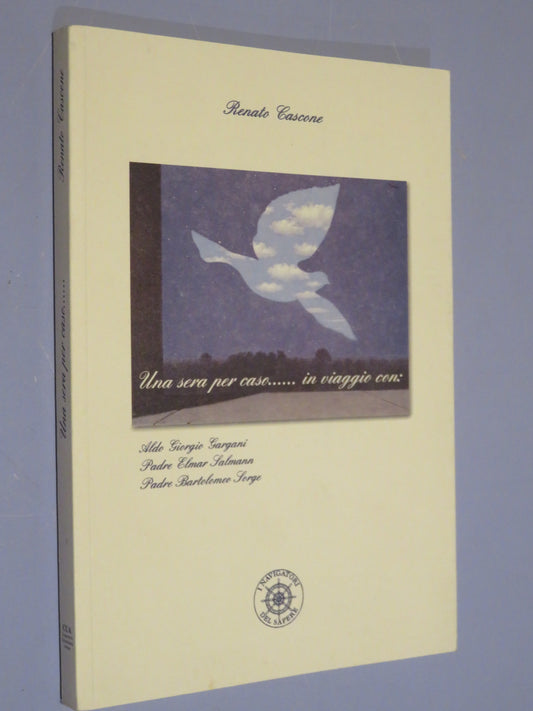 Renato Cascone
Una sera per caso...... in viaggio con:
Aldo Giorgio Gargani
Padre Elmar Salmann
Padre Bartolomeo Sorge
I NAVIGATORI
DEL SAPERE
Renato Cascone
Una sera per caso......